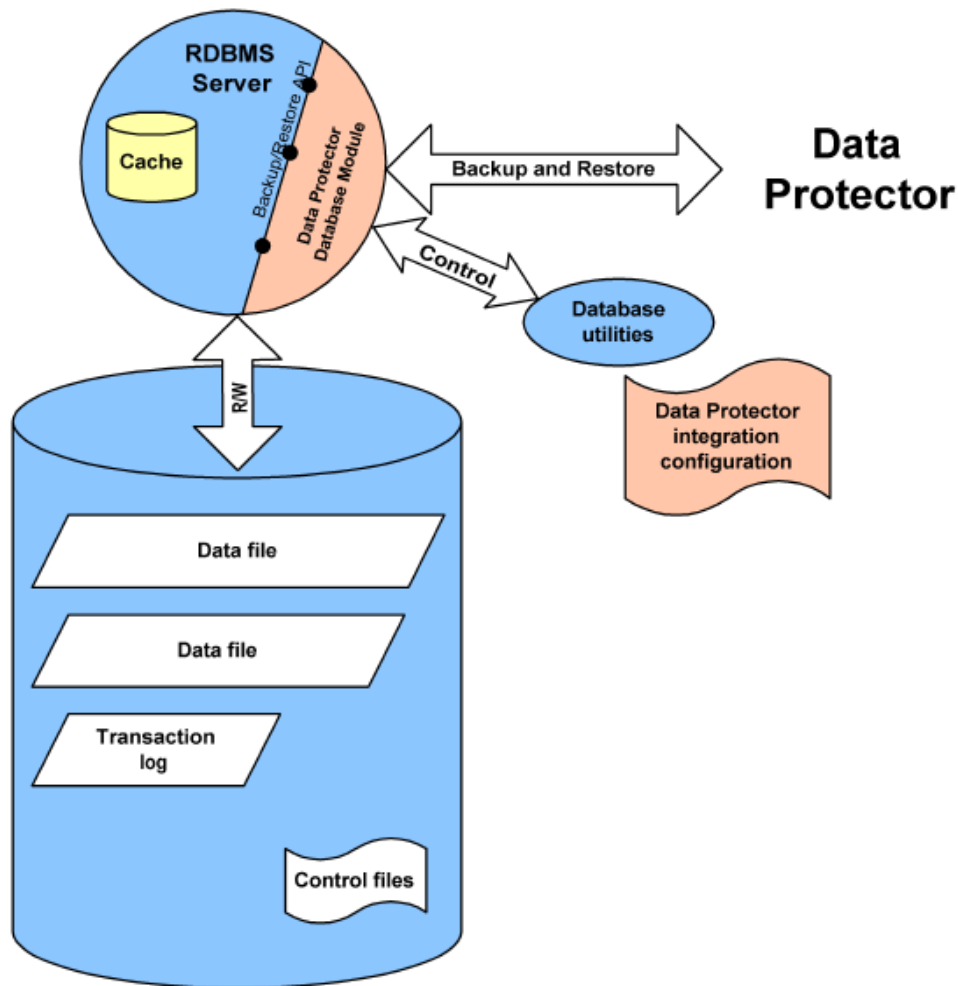 RDBMS
Server
Cache
Backup/Restore API
Data Protector
Database Module
Backup and Restore
Data
Protector
Control
Database
utilities
R/W
Data Protector
integration
configuration
Data file
Data file
Transaction
log
Control files